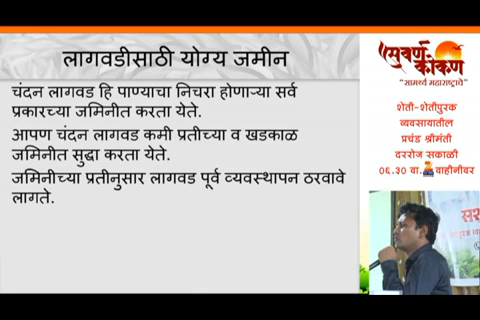 लागवडीसाठी योग्य जमीन
चंदन लागवड हि पाण्याचा निचरा होणाऱ्या सर्व
प्रकारच्या जमिनीत करता येते.
आपण चंदन लागवड कमी प्रतीच्या व खडकाळ
जमिनीत सुद्धा करता येते.
जमिनीच्या प्रतीनुसार लागवड पूर्व व्यवस्थापन ठरवावे
लागते.
सुवर्ण
कोकण
"सामर्थ्य महाराष्ट्राचे"
शेती-शेतीपुरक
व्यवसायातील
प्रचंड श्रीमंती
दररोज सकाळी
०६.३० वा. वाहीनीवर